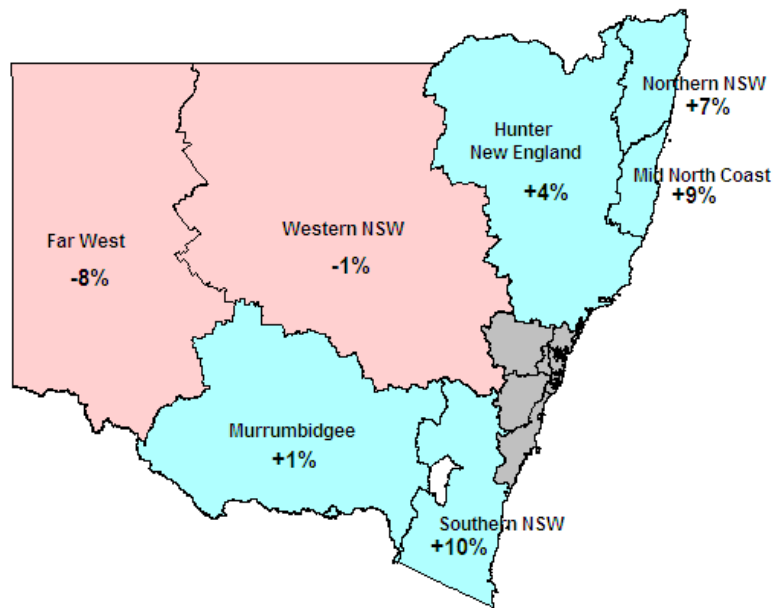 Northern NSW
+7%
Hunter
New England
+4%
Mid North Coast
+9%
Far West
-8%
Western NSW
-1%
Murrumbidgee
+1%
Southern NSW
+10%